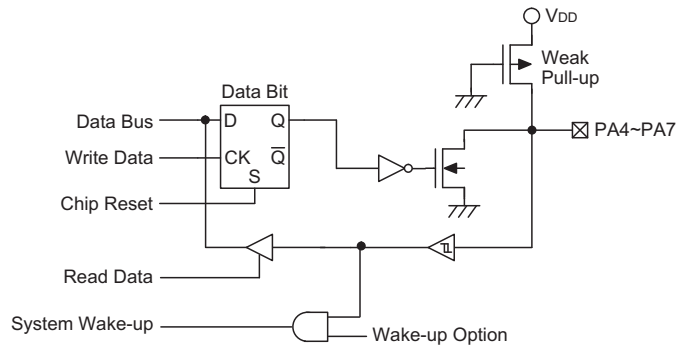 VDD
Weak
Pull-up
Data Bit
Data Bus
D
Q
PA4~PA7
Write Data
CK
Q̅
S
Chip Reset
Read Data
System Wake-up
Wake-up Option